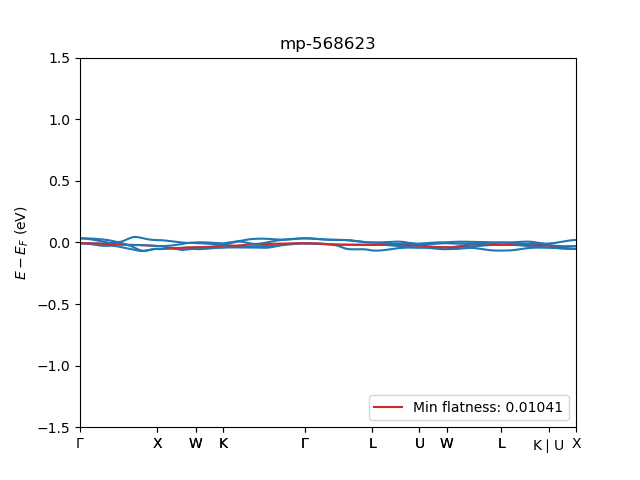 mp-568623
1.5
1.0
0.5
0.0
−0.5
−1.0
−1.5
E − E_F (eV)
Min flatness: 0.01041
Γ X W K Γ L U W L K | U X